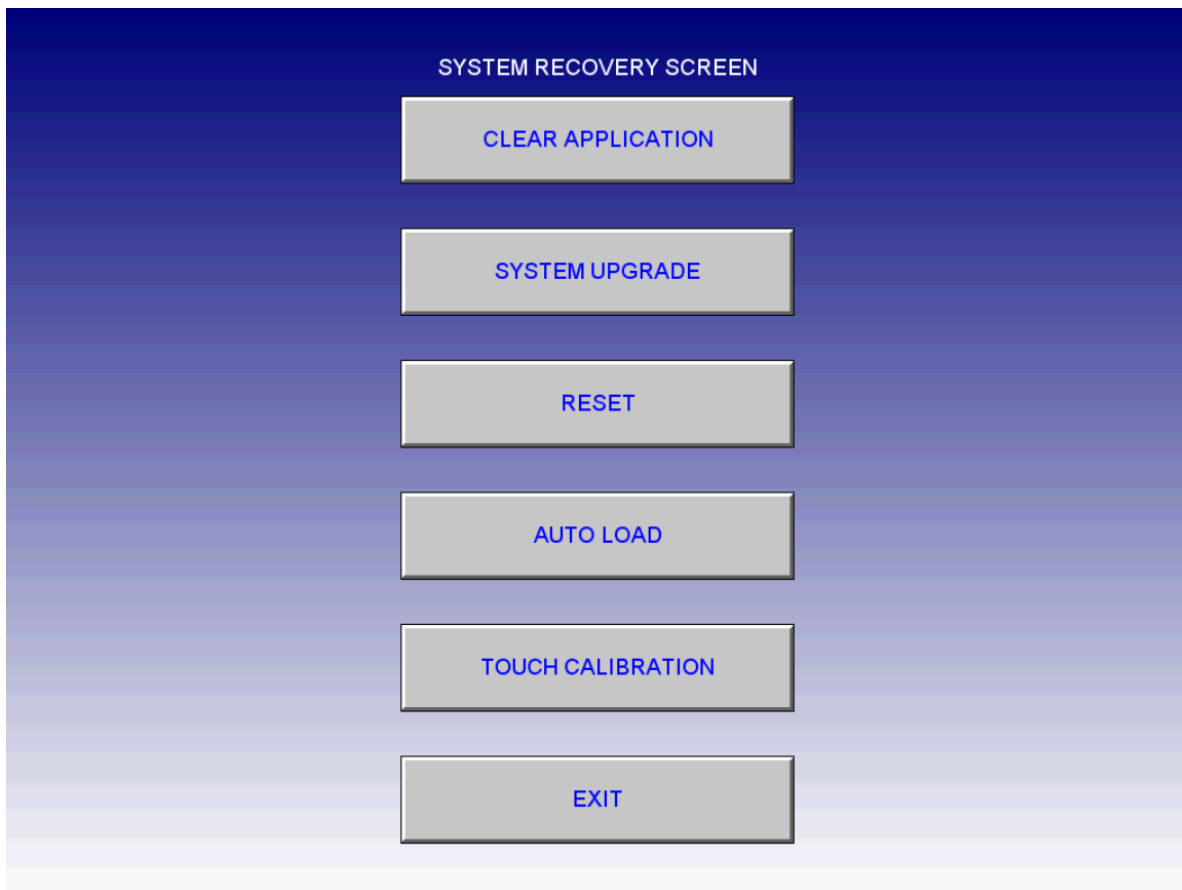 SYSTEM RECOVERY SCREEN
CLEAR APPLICATION
SYSTEM UPGRADE
RESET
AUTO LOAD
TOUCH CALIBRATION
EXIT